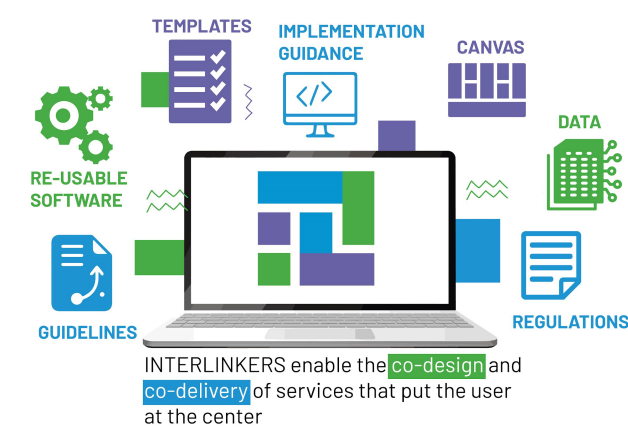 TEMPLATES
IMPLEMENTATION
GUIDANCE
CANVAS
DATA
RE-USABLE
SOFTWARE
GUIDELINES
REGULATIONS
INTERLINKERS enable the co-design and
co-delivery of services that put the user
at the center